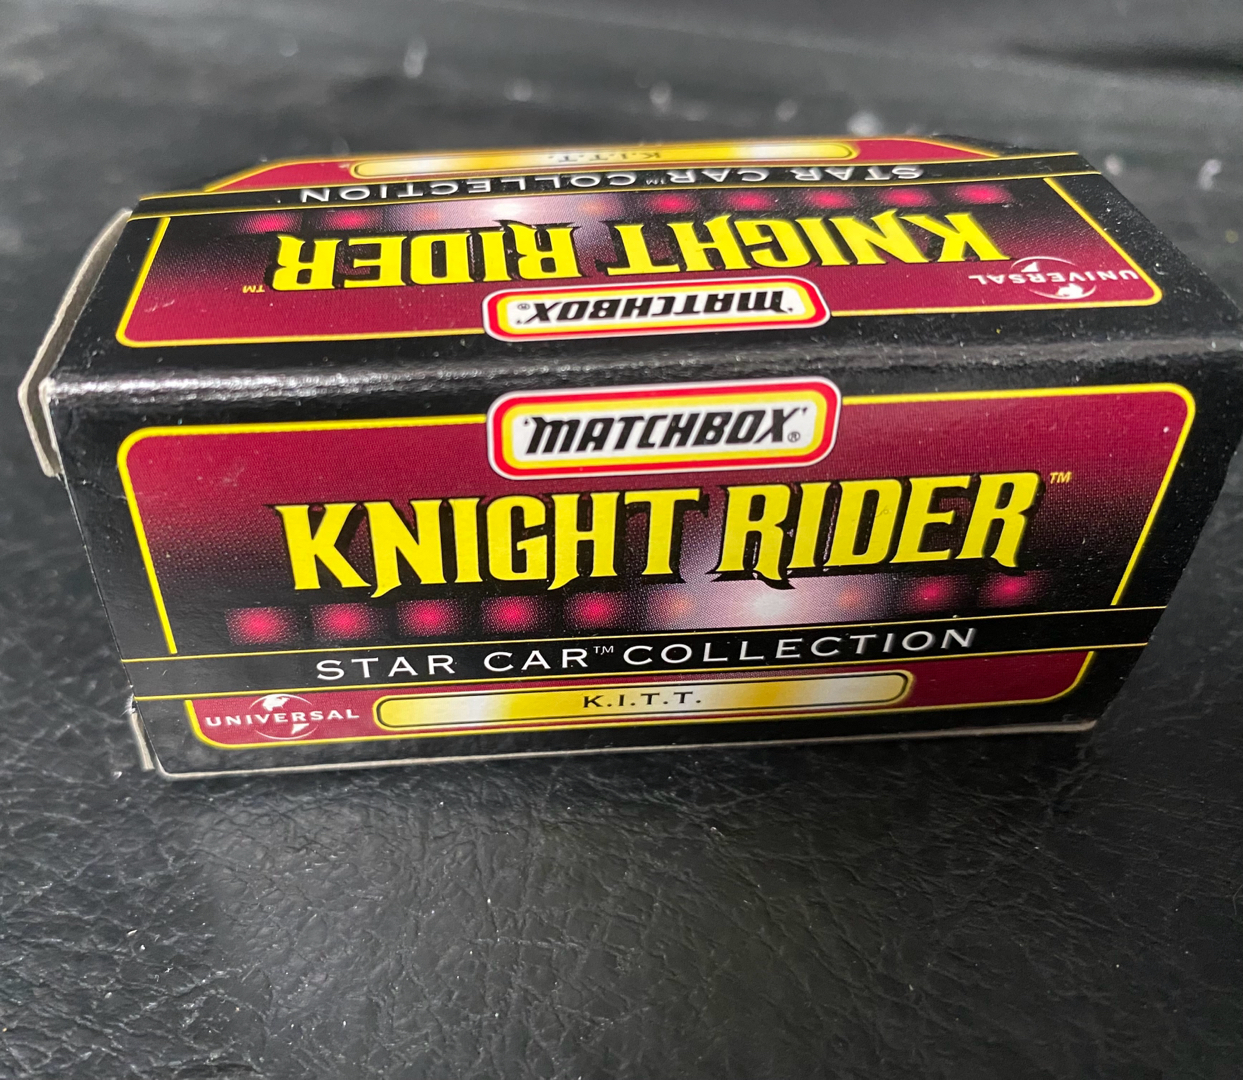 K.I.T.T.
STAR CAR™ COLLECTION
KNIGHT RIDER™
UNIVERSAL
MATCHBOX®
MATCHBOX®
KNIGHT RIDER™
STAR CAR™ COLLECTION
K.I.T.T.
UNIVERSAL